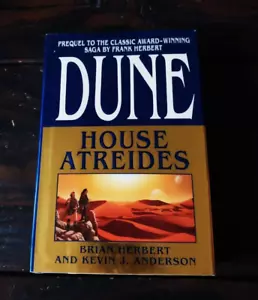 PREQUEL TO THE CLASSIC AWARD-WINNING
SAGA BY FRANK HERBERT
DUNE
HOUSE
ATREIDES
BRIAN HERBERT
AND KEVIN J. ANDERSON